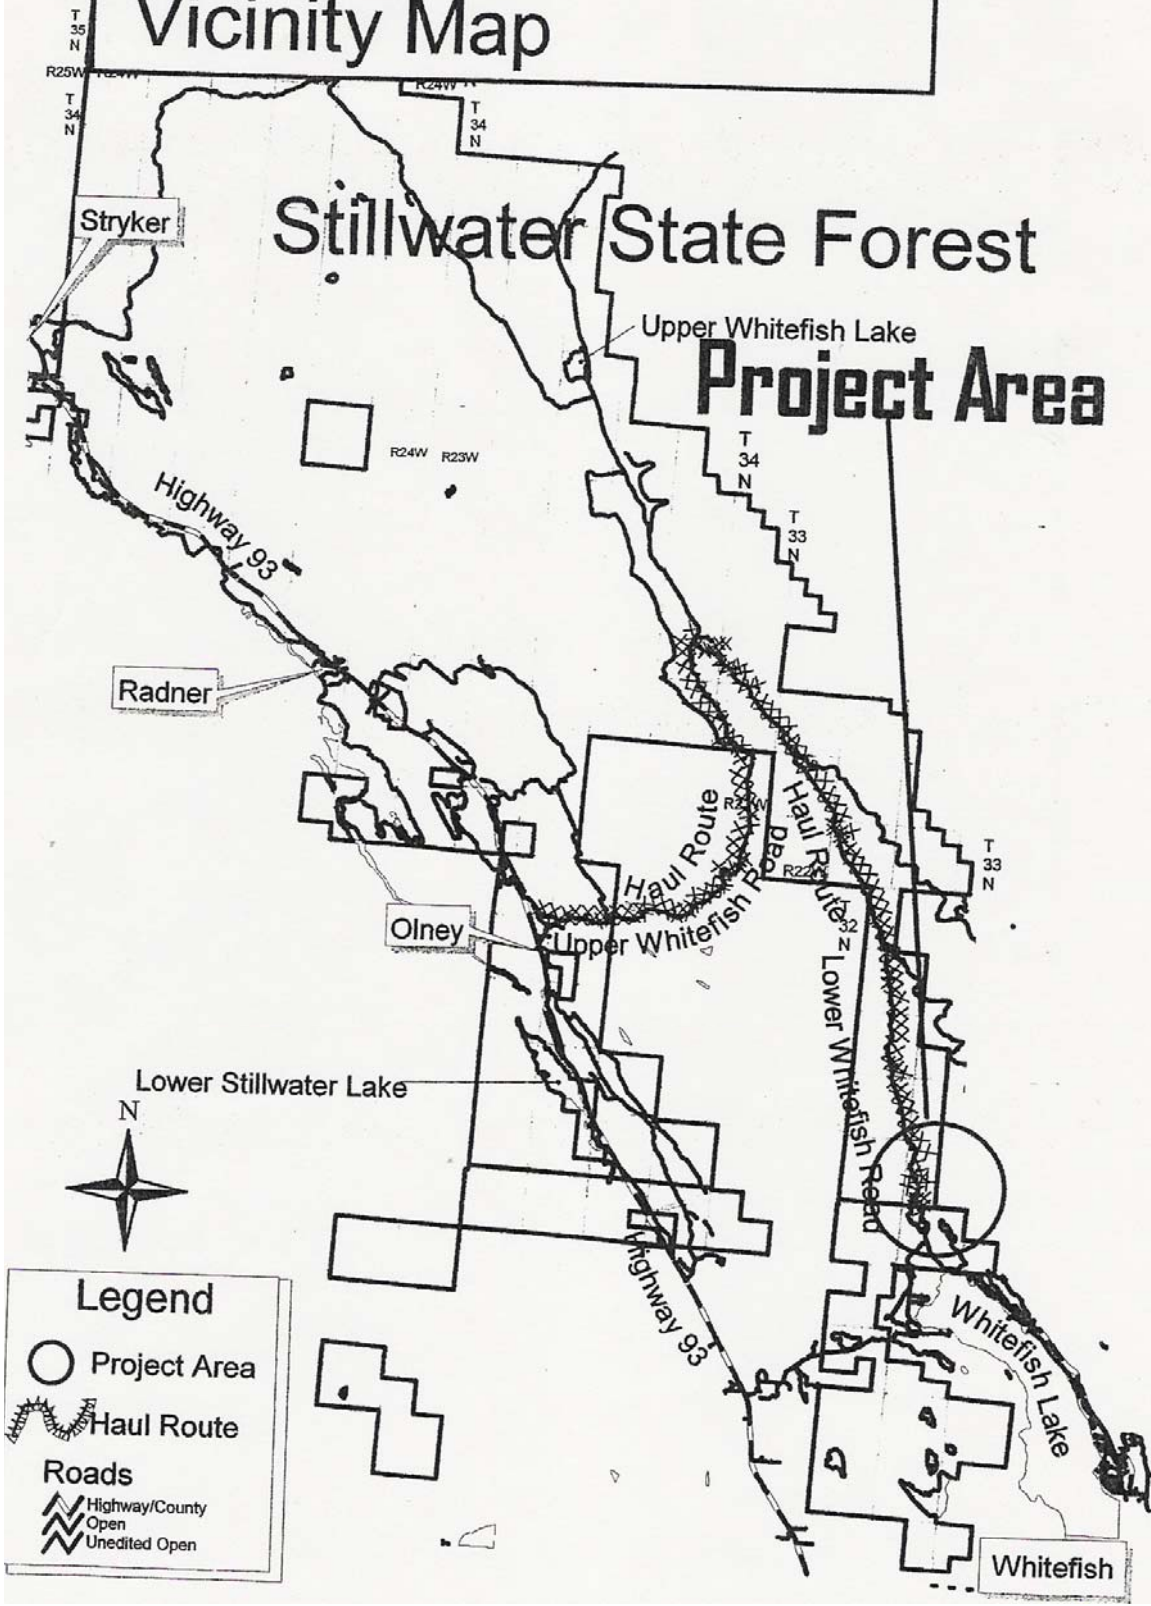 Vicinity Map
T
35
N
R25W R24W
R24W
T
34
N
T
34
N
Stryker
Stillwater State Forest
Upper Whitefish Lake
Project Area
R24W R23W
T
34
N
Highway 93
T
33
N
Radner
Haul Route
Haul Route
R22W
T
33
N
Olney
Upper Whitefish Road
32
N
Lower Whitefish Road
Lower Stillwater Lake
N
Highway 93
Whitefish Lake
Legend
Project Area
Haul Route
Roads
Highway/County
Open
Unedited Open
Whitefish